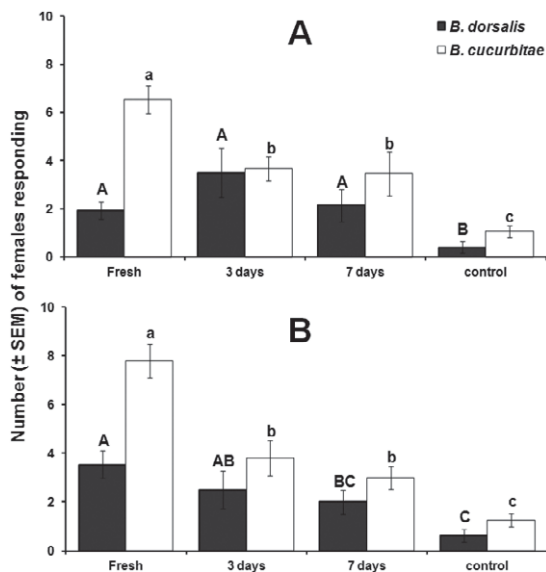 10
A
B. dorsalis
B. cucurbitae
8
a
6
A
b
A
b
4
A
2
B
c
0
Fresh 3 days 7 days control
Number (± SEM) of females responding
10
B
a
8
6
A
b
4
AB
b
BC
2
C
c
0
Fresh 3 days 7 days control